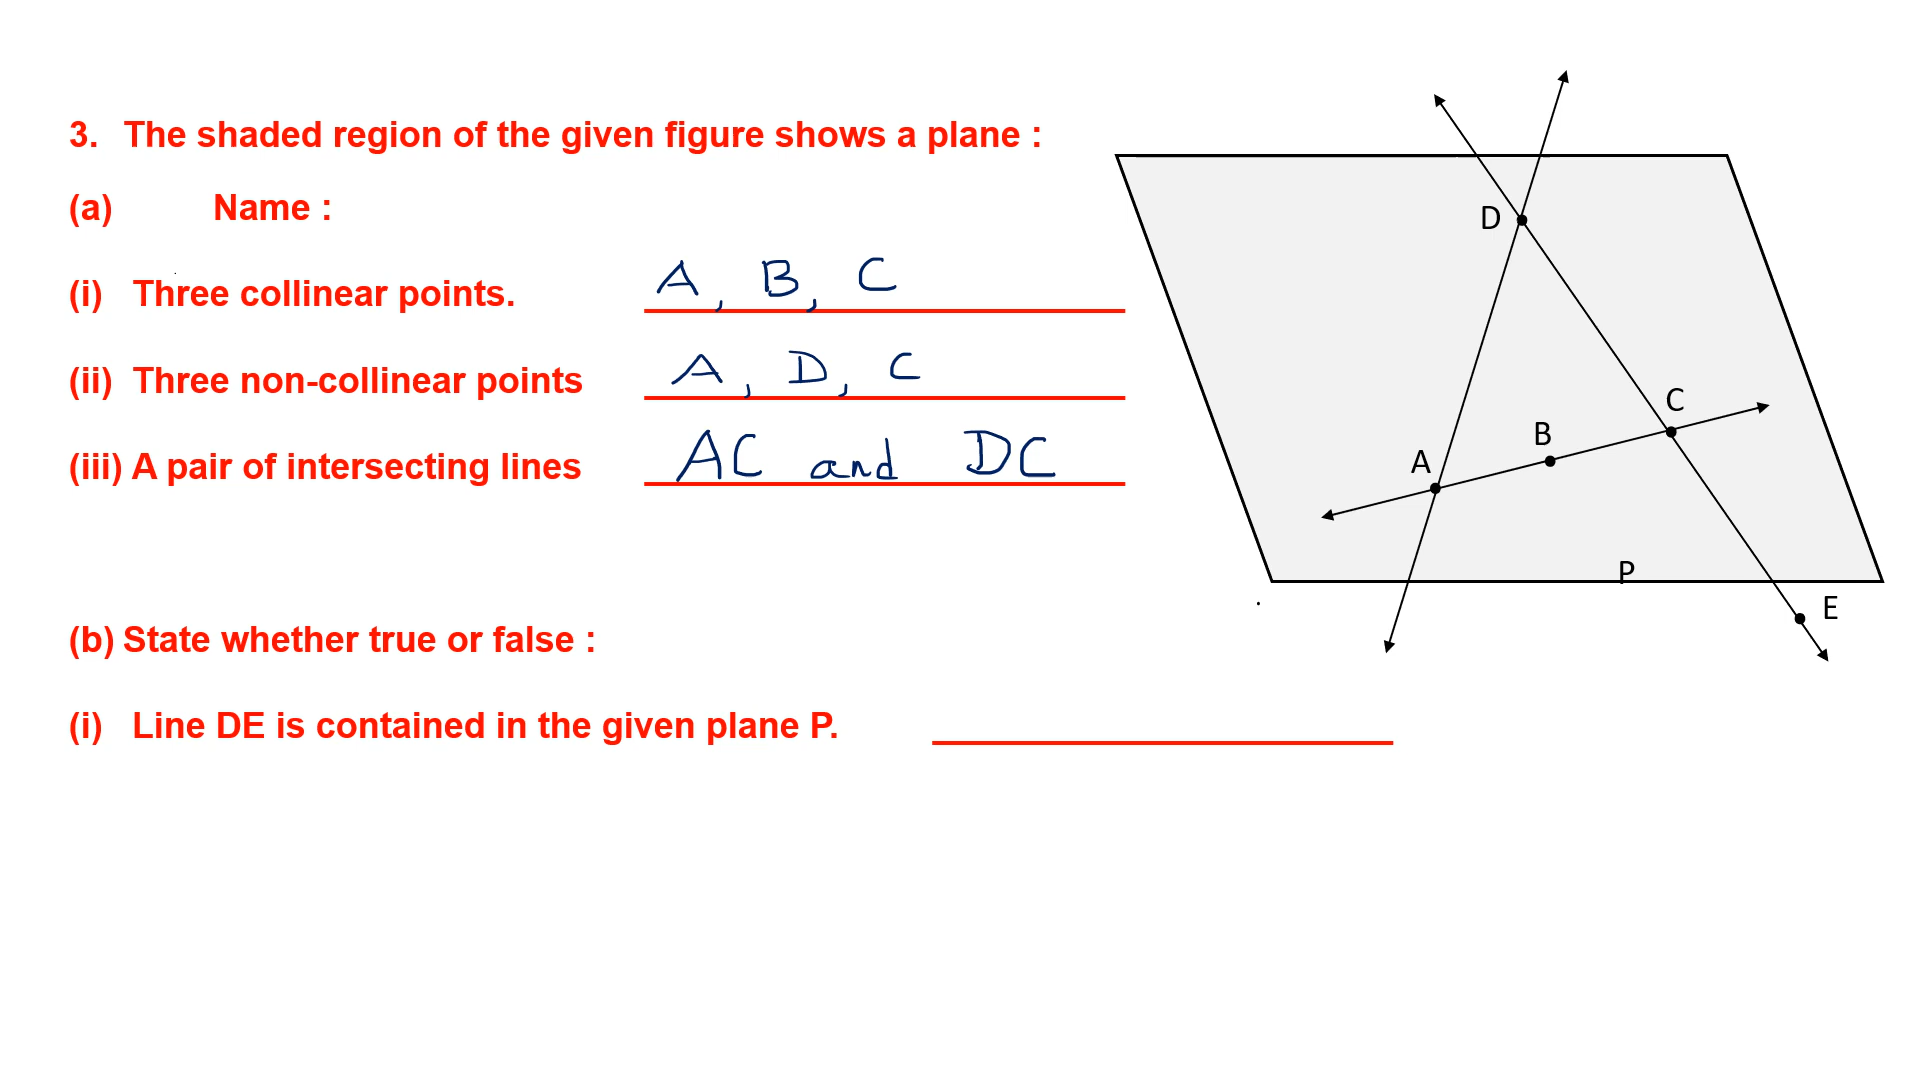 3. The shaded region of the given figure shows a plane :
(a) Name :
(i) Three collinear points. A, B, C
(ii) Three non-collinear points A, D, C
(iii) A pair of intersecting lines AC and DC
(b) State whether true or false :
(i) Line DE is contained in the given plane P.
D
C
B
A
P
E